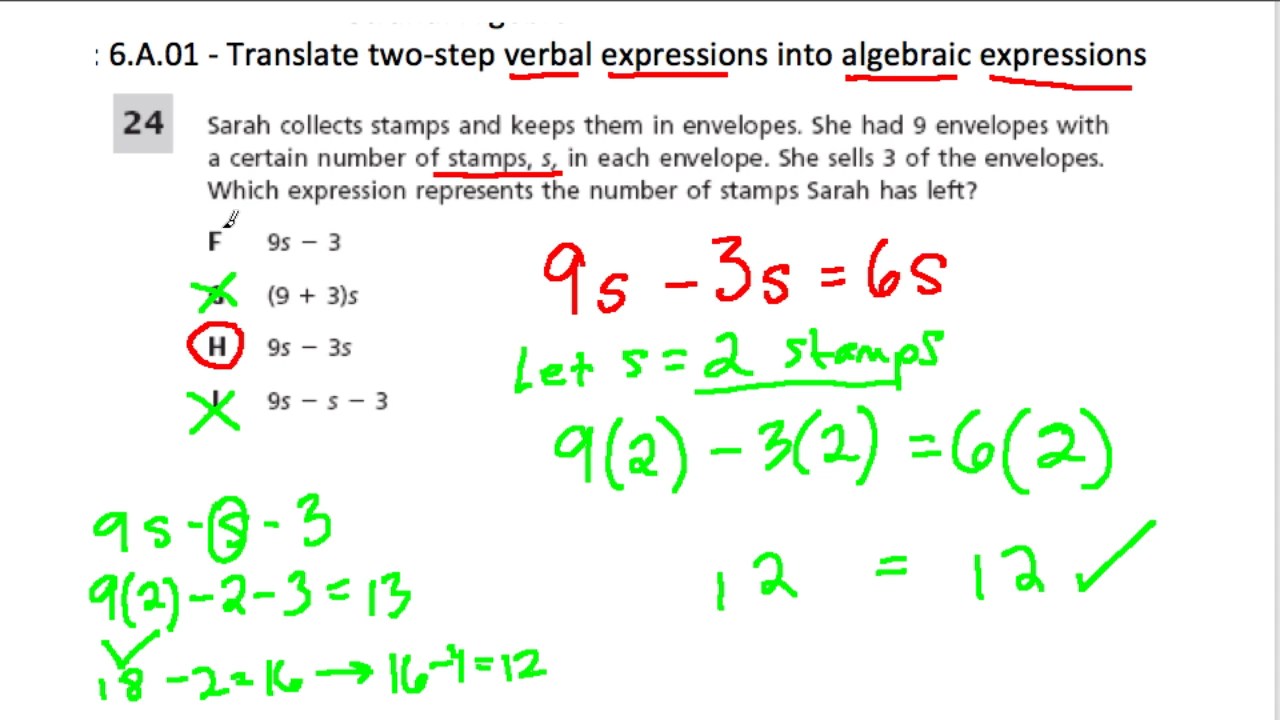 : 6.A.01 - Translate two-step verbal expressions into algebraic expressions
24 Sarah collects stamps and keeps them in envelopes. She had 9 envelopes with
a certain number of stamps, s, in each envelope. She sells 3 of the envelopes.
Which expression represents the number of stamps Sarah has left?
F 9s − 3
(9 + 3)s
H 9s − 3s
J 9s − s − 3
9s − 3s = 6s
Let s = 2 stamps
9(2) − 3(2) = 6(2)
12 = 12 ✓
9s - s - 3
9(2) - 2 - 3 = 13
18 - 2 = 16 → 16 - 4 = 12